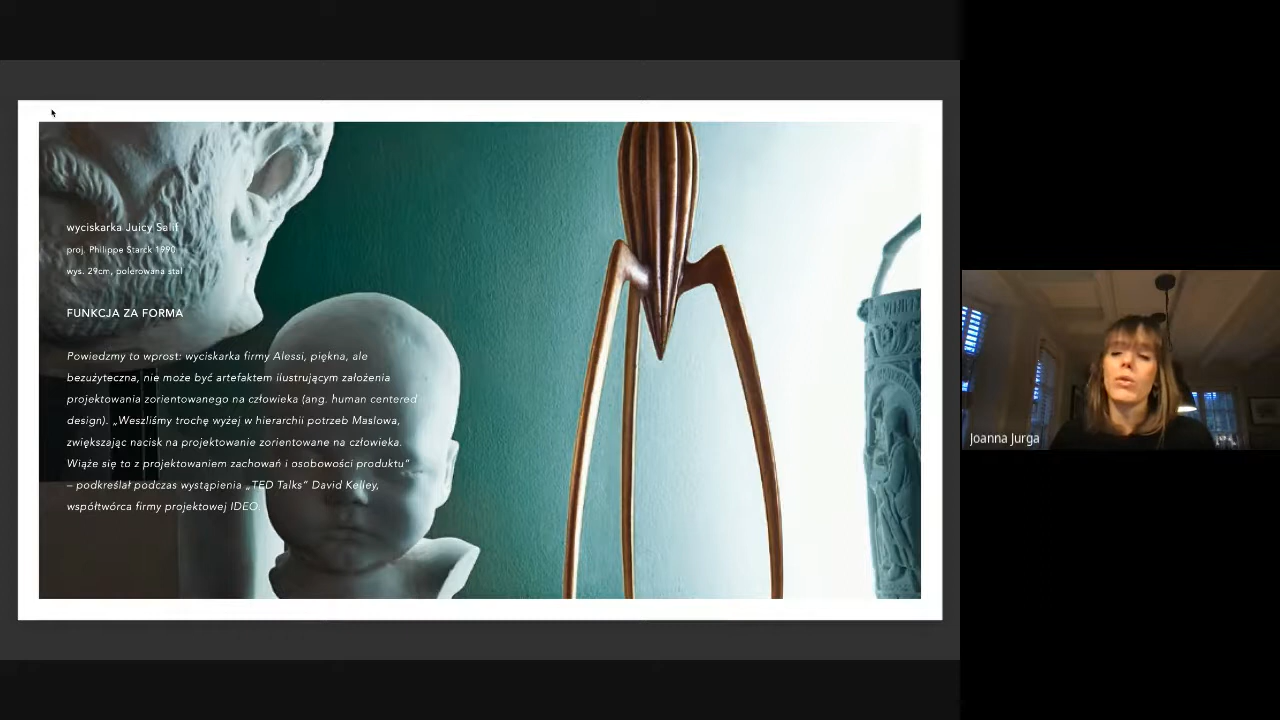 wyciskarka Juicy Salif
proj. Philippe Starck 1990
wys. 29cm, polerowana stal
FUNKCJA ZA FORMA
Powiedzmy to wprost: wyciskarka firmy Alessi, piękna, ale
bezużyteczna, nie może być artefaktem ilustrującym założenia
projektowania zorientowanego na człowieka (ang. human centered
design). „Weszliśmy trochę wyżej w hierarchii potrzeb Maslowa,
zwiększając nacisk na projektowanie zorientowane na człowieka.
Wiąże się to z projektowaniem zachowań i osobowości produktu”
– podkreślał podczas wystąpienia „TED Talks” David Kelley,
współtwórca firmy projektowej IDEO.
Joanna Jurga